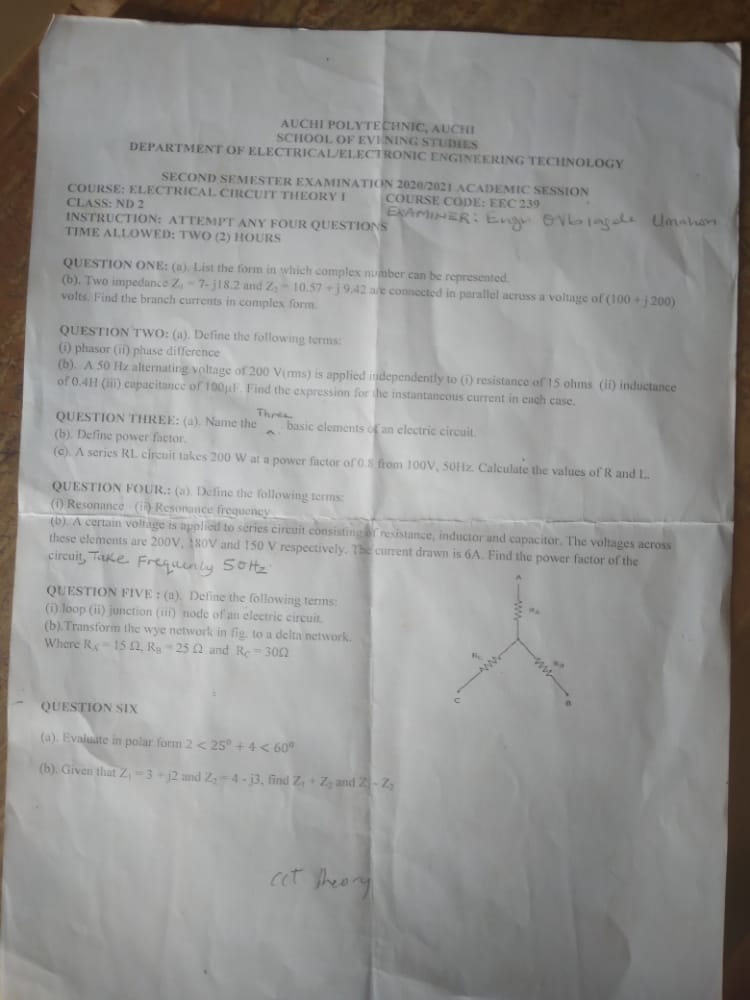 AUCHI POLYTECHNIC, AUCHI
SCHOOL OF EVENING STUDIES
DEPARTMENT OF ELECTRICAL/ELECTRONIC ENGINEERING TECHNOLOGY
SECOND SEMESTER EXAMINATION 2020/2021 ACADEMIC SESSION
COURSE: ELECTRICAL CIRCUIT THEORY I COURSE CODE: EEC 239
CLASS: ND 2 EXAMINER: Engr. Umahon
INSTRUCTION: ATTEMPT ANY FOUR QUESTIONS
TIME ALLOWED: TWO (2) HOURS
QUESTION ONE: (a). List the form in which complex number can be represented.
(b). Two impedance Z₁ = 7- j18.2 and Z₂ = 10.57 + j 9.42 are connected in parallel across a voltage of (100 + j 200)
volts. Find the branch currents in complex form.
QUESTION TWO: (a). Define the following terms:
(i) phasor (ii) phase difference
(b). A 50 Hz alternating voltage of 200 V(rms) is applied independently to (i) resistance of 15 ohms (ii) inductance
of 0.4H (iii) capacitance of 100µF. Find the expression for the instantaneous current in each case.
QUESTION THREE: (a). Name the Three basic elements of an electric circuit.
(b). Define power factor.
(c). A series RL circuit takes 200 W at a power factor of 0.8 from 100V, 50Hz. Calculate the values of R and L.
QUESTION FOUR.: (a). Define the following terms:
(i) Resonance (ii) Resonance frequency
(b). A certain voltage is applied to series circuit consisting of resistance, inductor and capacitor. The voltages across
these elements are 200V, 180V and 150 V respectively. The current drawn is 6A. Find the power factor of the
circuit, Take Frequenly 50Hz.
QUESTION FIVE : (a). Define the following terms:
(i) loop (ii) junction (iii) node of an electric circuit.
(b).Transform the wye network in fig. to a delta network.
Where R_A = 15 Ω, R_B = 25 Ω and R_C = 30Ω
A
R_A
R_C
R_B
C
B
QUESTION SIX
(a). Evaluate in polar form 2 < 25⁰ + 4 < 60⁰
(b). Given that Z₁ = 3 + j2 and Z₂ = 4 - j3, find Z₁ + Z₂ and Z₁ - Z₂
cct Theory